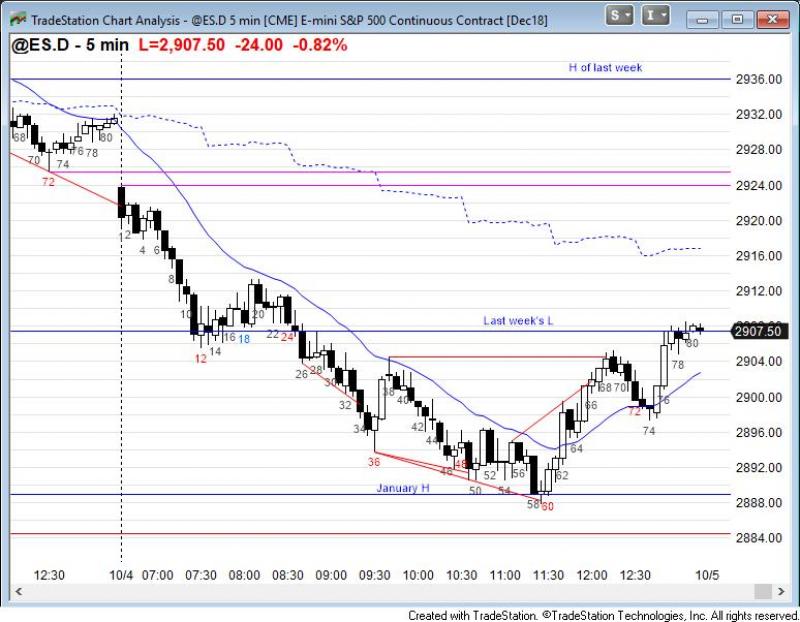 TradeStation Chart Analysis - @ES.D 5 min [CME] E-mini S&P 500 Continuous Contract [Dec18]
S
I
@ES.D - 5 min L=2,907.50 -24.00 -0.82%
H of last week
2936.00
2932.00
2928.00
2924.00
2920.00
2916.00
2912.00
2907.50
2904.00
2900.00
2896.00
2892.00
2888.00
2884.00
68 70 72 74 76 78 80
12 4 6 8 10 12 14 16 18 20 22 24
Last week's L
26 28 30 32 34 36 38 40 42 44 46 48 50 52 54 56 58 60 62 64 66 68 70 72 74 76 78 80
January H
12:30 10/4 07:00 07:30 08:00 08:30 09:00 09:30 10:00 10:30 11:00 11:30 12:00 12:30 10/5
Created with TradeStation. ©TradeStation Technologies, Inc. All rights reserved.